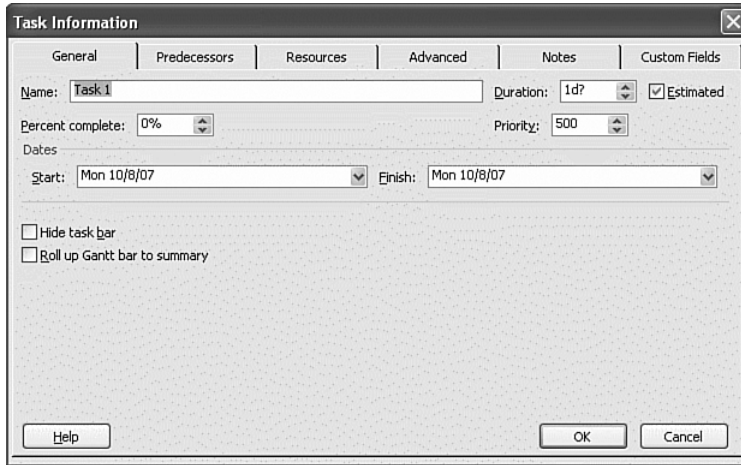 Task Information
General Predecessors Resources Advanced Notes Custom Fields
Name: Task 1 Duration: 1d? Estimated
Percent complete: 0% Priority: 500
Dates
Start: Mon 10/8/07 Finish: Mon 10/8/07
Hide task bar
Roll up Gantt bar to summary
Help OK Cancel